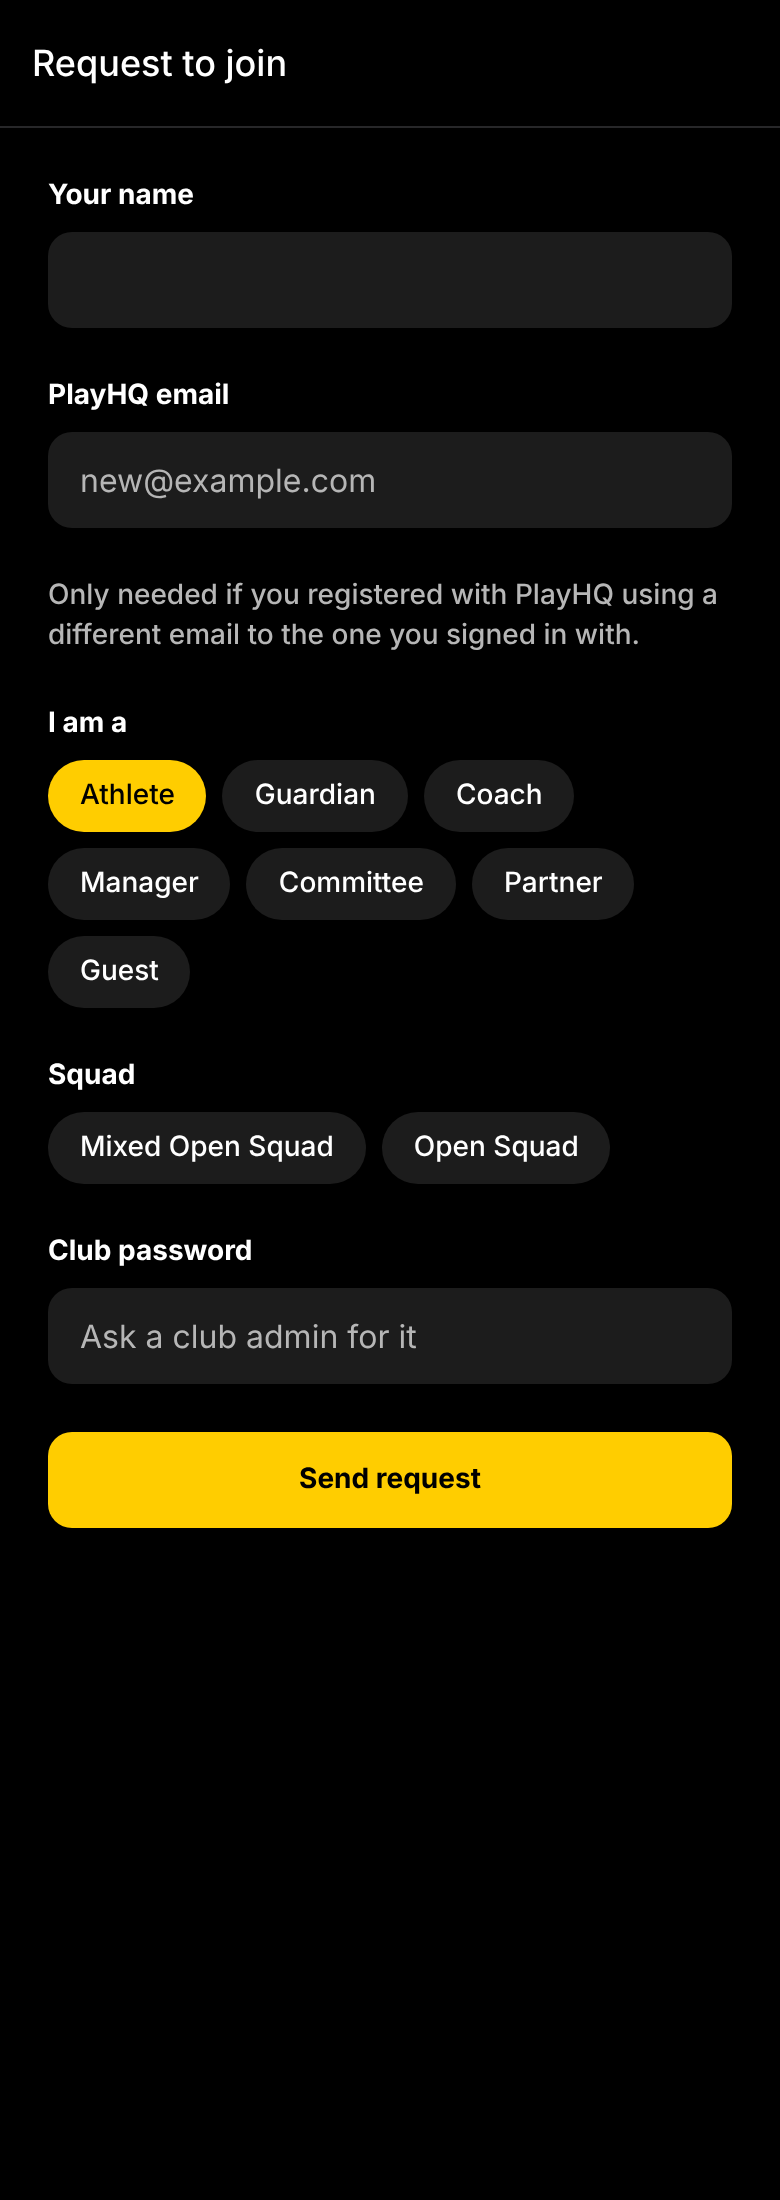 Request to join
Your name
PlayHQ email
new@example.com
Only needed if you registered with PlayHQ using a
different email to the one you signed in with.
I am a
Athlete Guardian Coach
Manager Committee Partner
Guest
Squad
Mixed Open Squad Open Squad
Club password
Ask a club admin for it
Send request